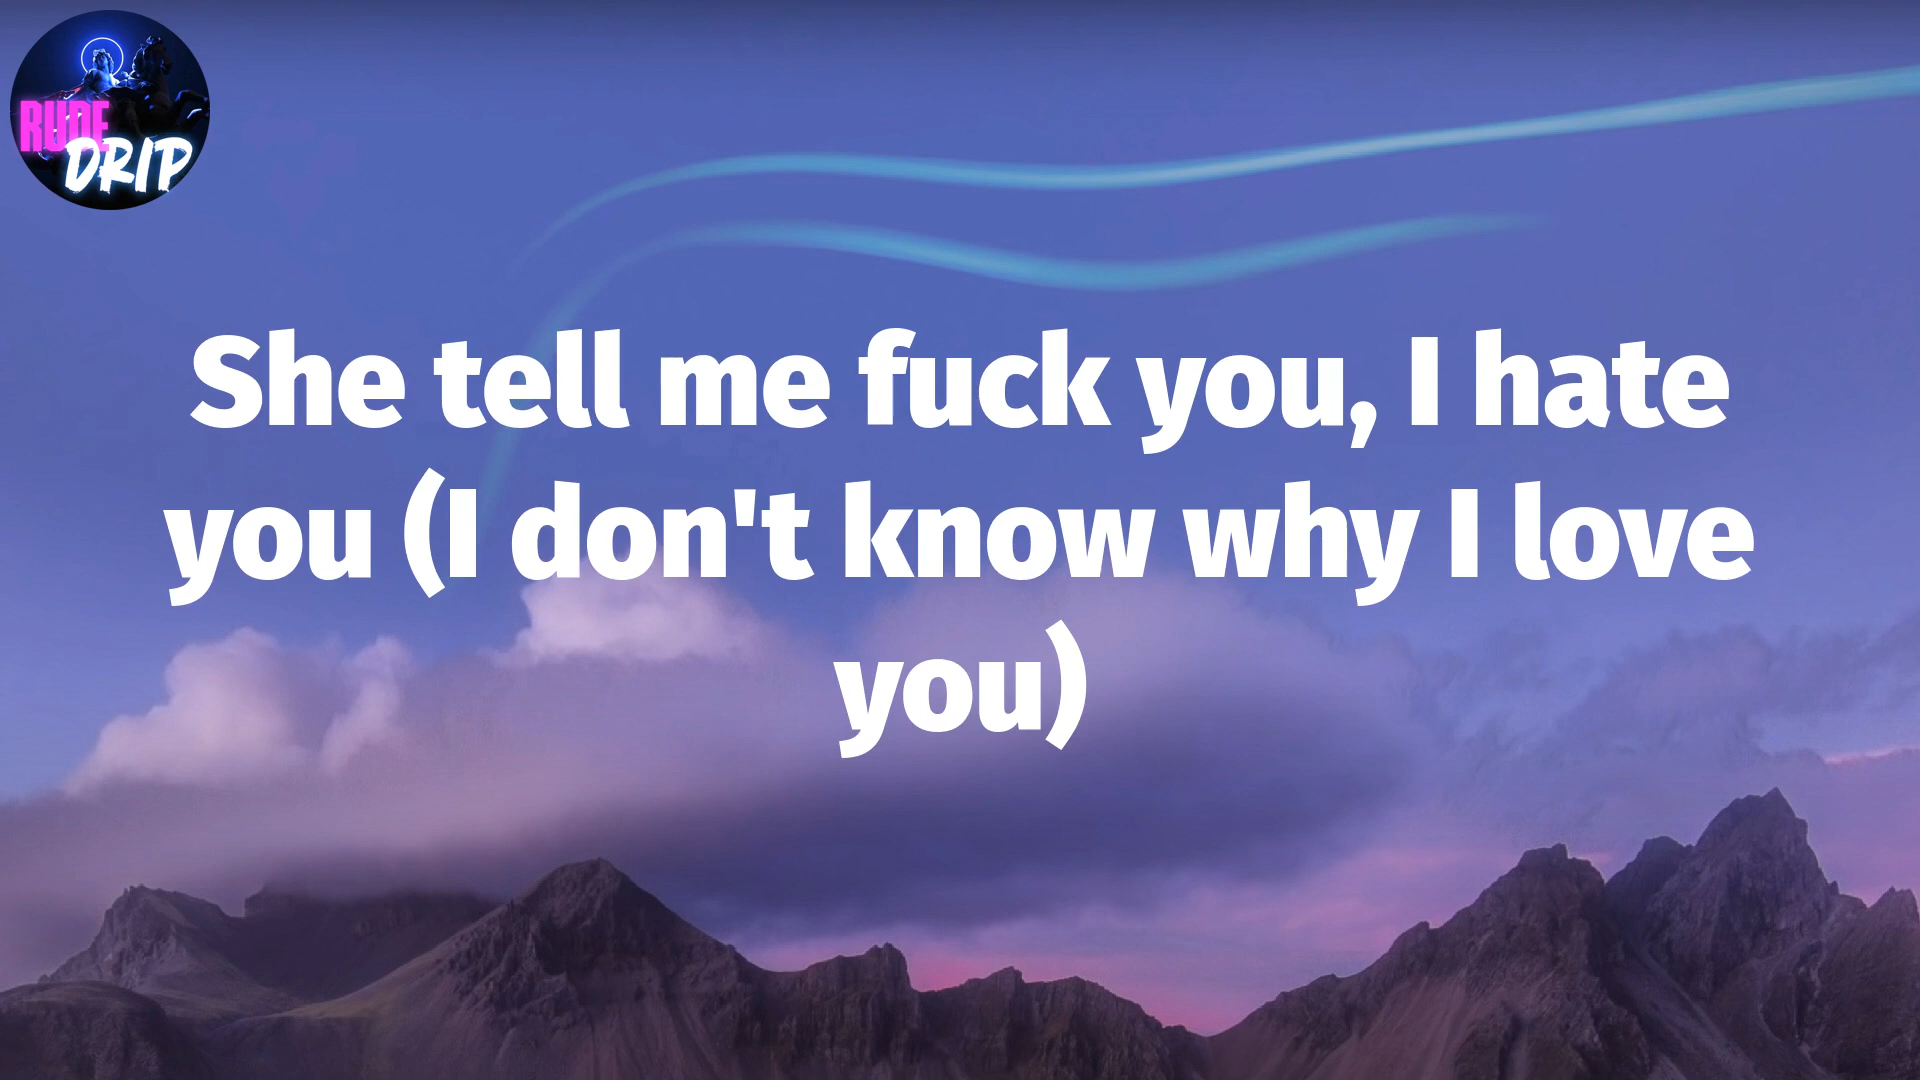 RUDE
DRIP
She tell me fuck you, I hate
you (I don't know why I love
you)